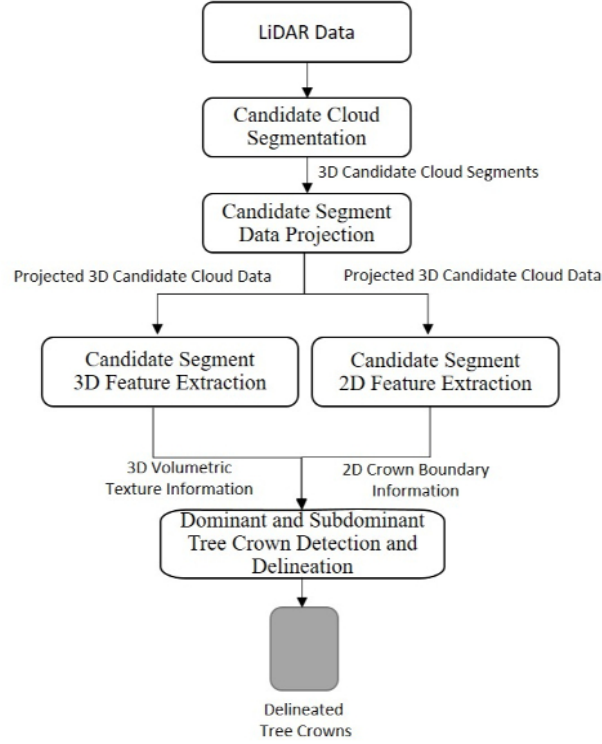 LiDAR Data
Candidate Cloud
Segmentation
3D Candidate Cloud Segments
Candidate Segment
Data Projection
Projected 3D Candidate Cloud Data
Projected 3D Candidate Cloud Data
Candidate Segment
3D Feature Extraction
Candidate Segment
2D Feature Extraction
3D Volumetric
Texture Information
2D Crown Boundary
Information
Dominant and Subdominant
Tree Crown Detection and
Delineation
Delineated
Tree Crowns